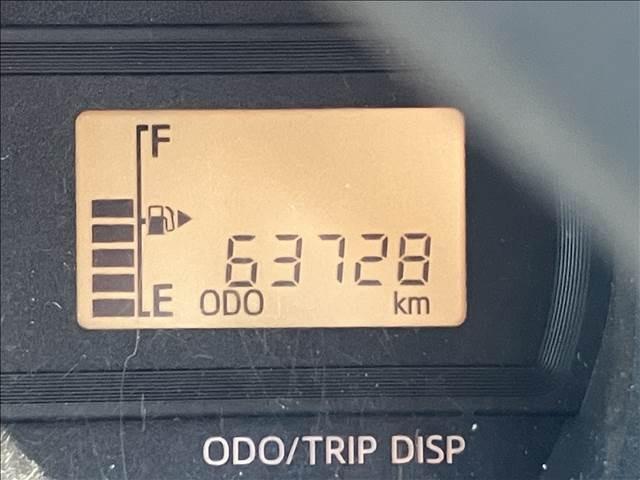 F
63728
E ODO km
ODO/TRIP DISP